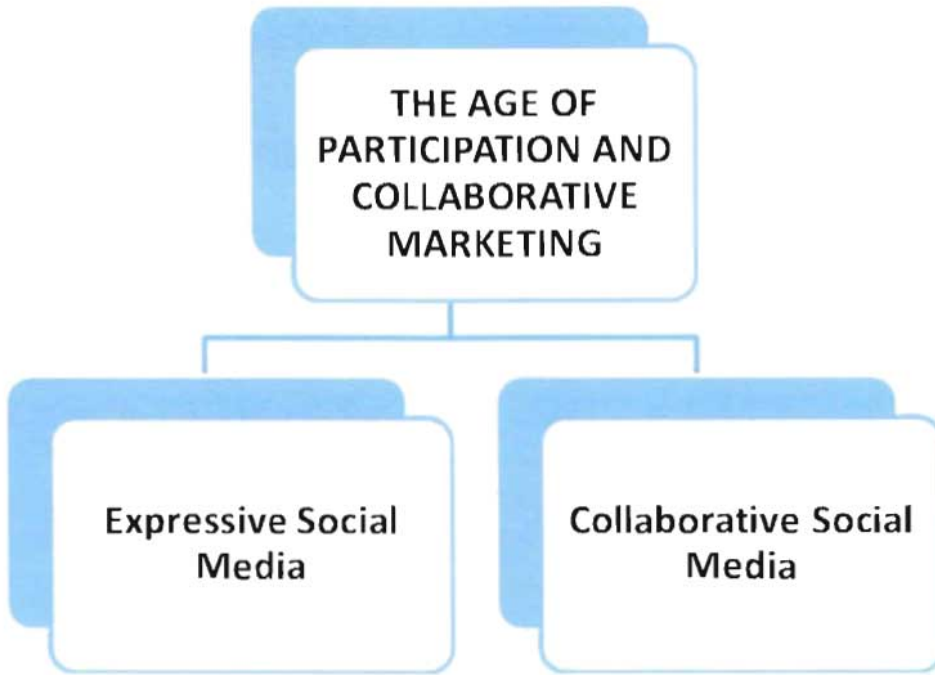 THE AGE OF
PARTICIPATION AND
COLLABORATIVE
MARKETING
Expressive Social
Media
Collaborative Social
Media